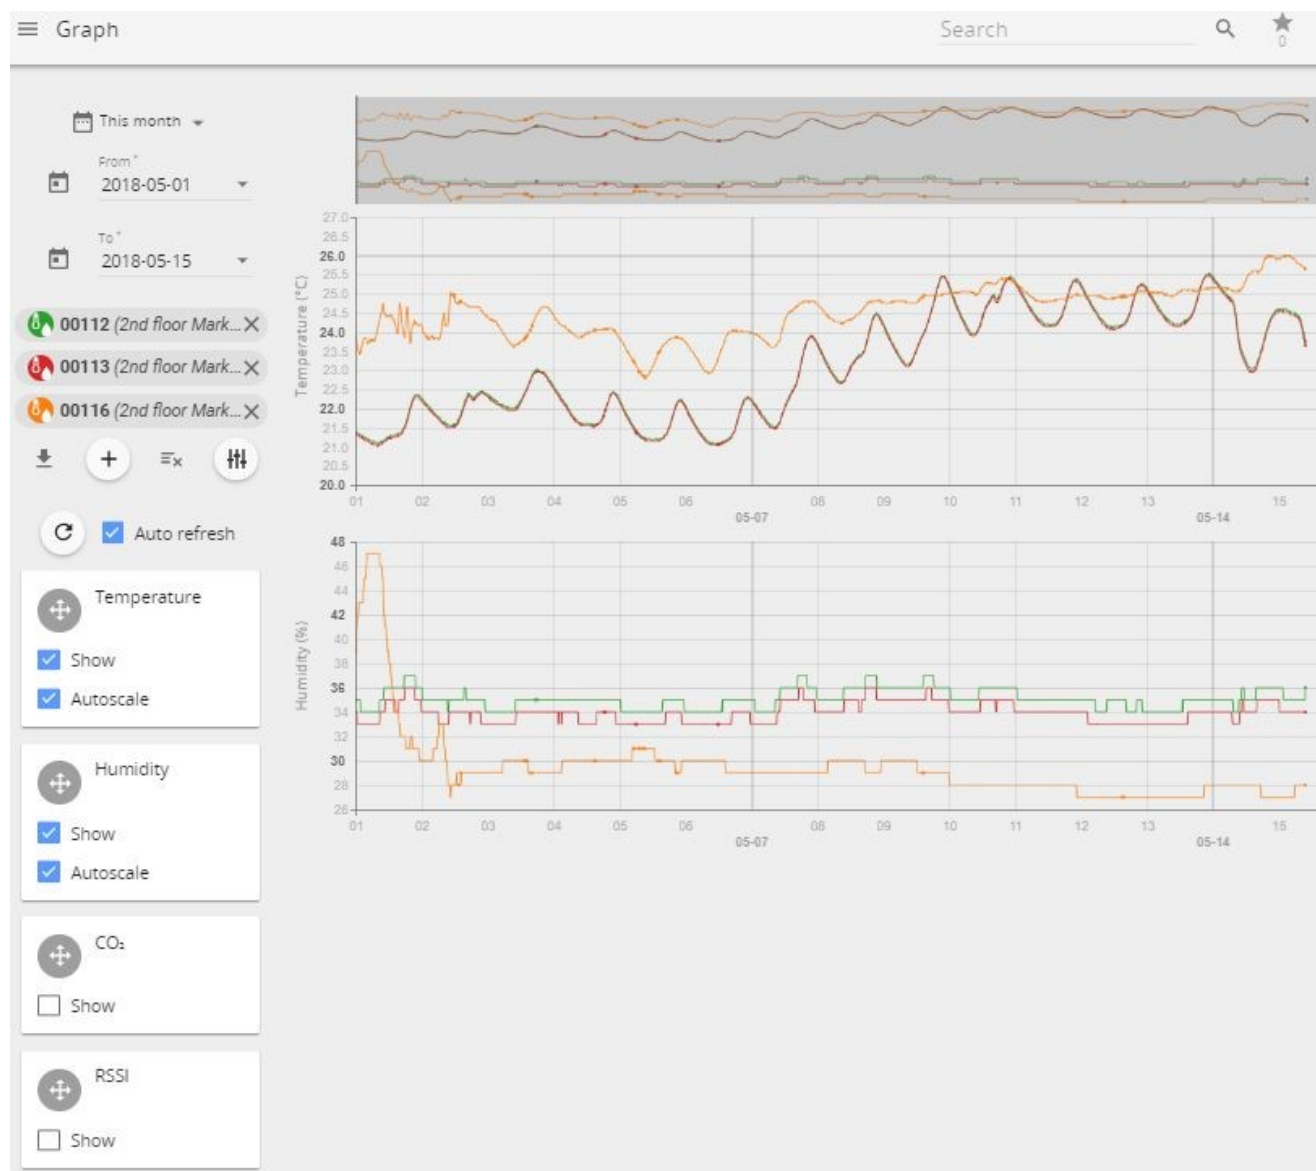 Graph
Search
0
This month
From *
2018-05-01
To *
2018-05-15
00112 (2nd floor Mark...
00113 (2nd floor Mark...
00116 (2nd floor Mark...
Auto refresh
Temperature
Show
Autoscale
Humidity
Show
Autoscale
CO₂
Show
RSSI
Show
Temperature (°C)
27.0
26.5
26.0
25.5
25.0
24.5
24.0
23.5
23.0
22.5
22.0
21.5
21.0
20.5
20.0
01 02 03 04 05 06 08 09 10 11 12 13 15
05-07 05-14
Humidity (%)
48
46
44
42
40
38
36
34
32
30
28
26
01 02 03 04 05 06 08 09 10 11 12 13 15
05-07 05-14